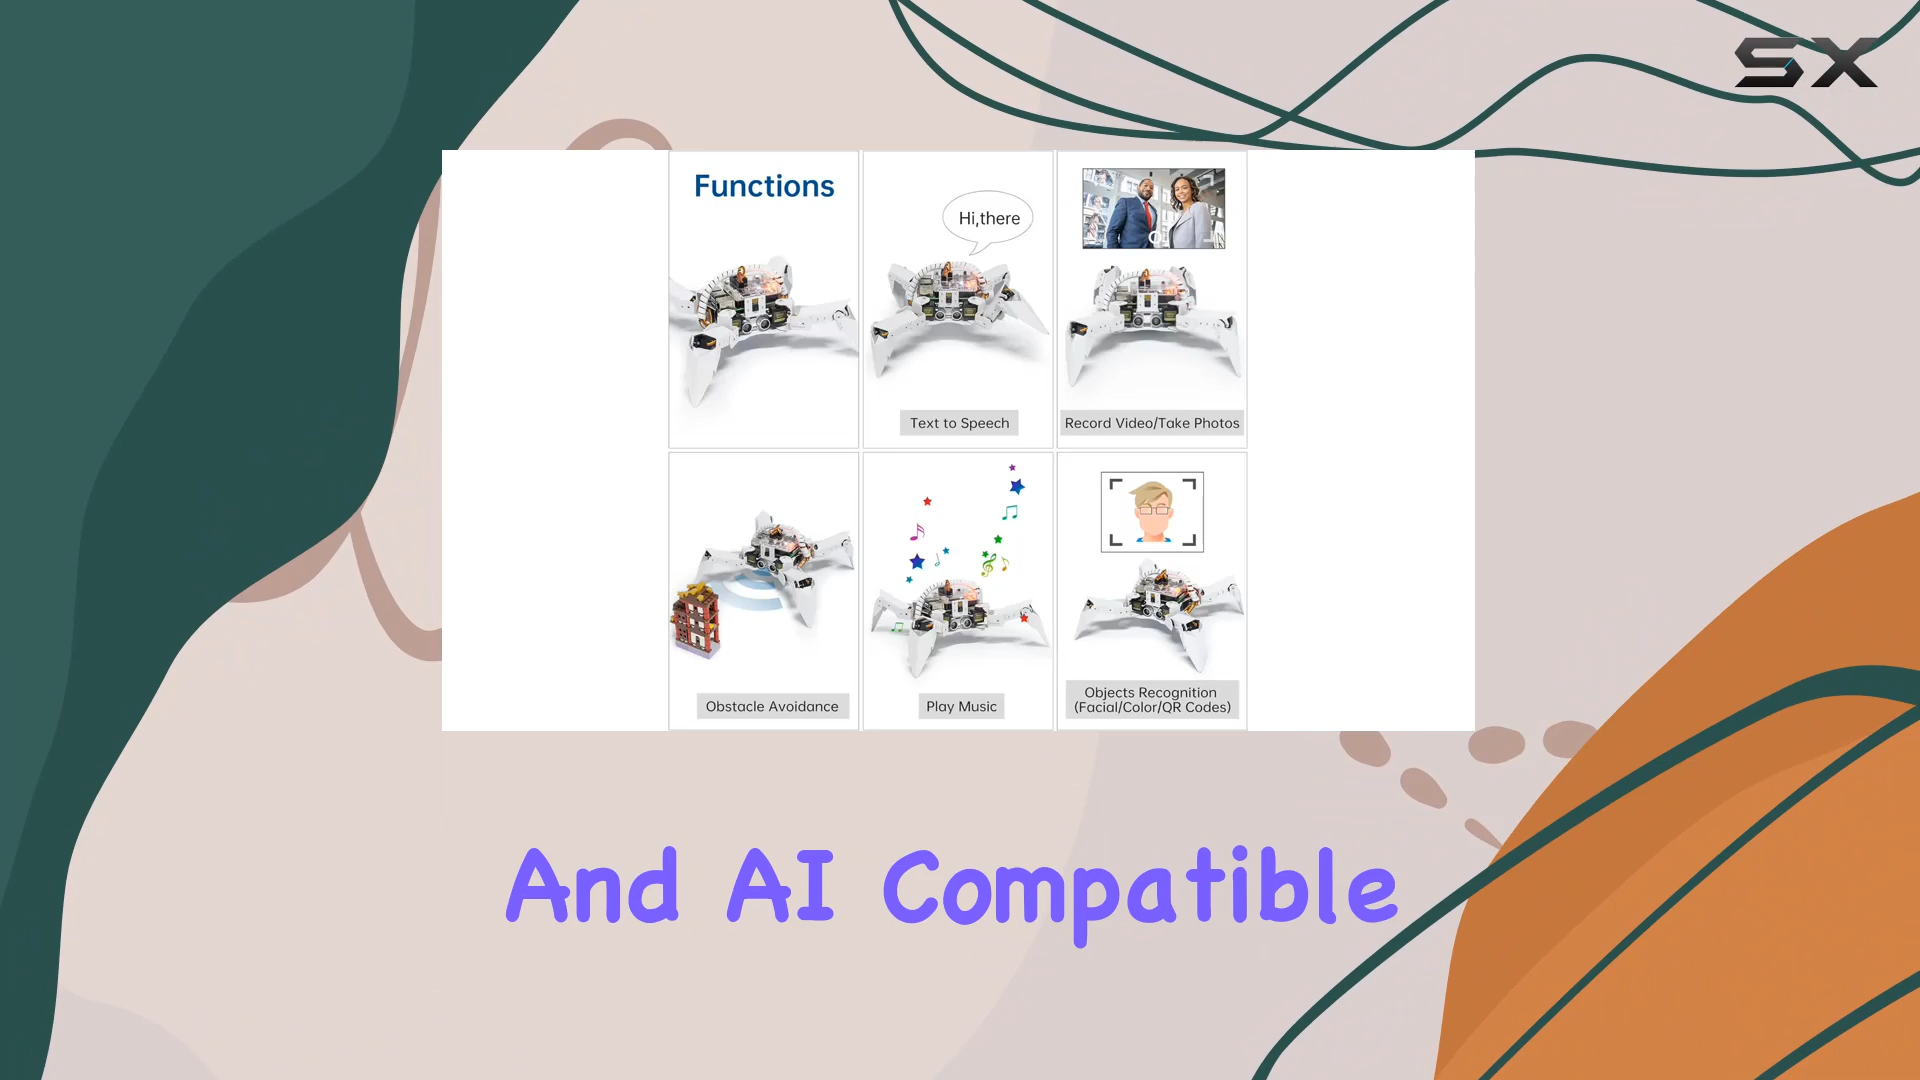 SX
Functions
Hi,there
Text to Speech
Record Video/Take Photos
Obstacle Avoidance
Play Music
Objects Recognition
(Facial/Color/QR Codes)
And AI Compatible